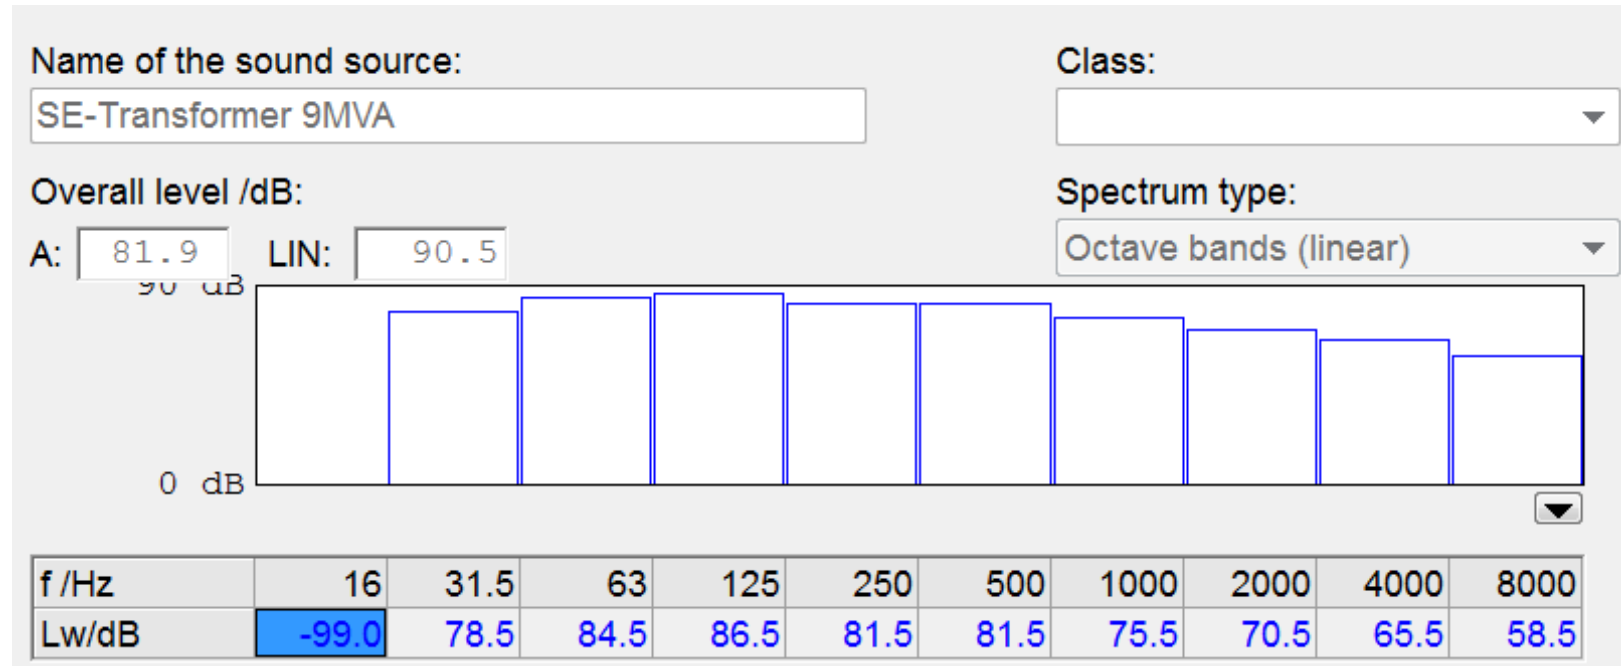 Name of the sound source: Class:
SE-Transformer 9MVA
Overall level /dB: Spectrum type:
A: 81.9 LIN: 90.5 Octave bands (linear)
90 dB
0 dB
f /Hz 16 31.5 63 125 250 500 1000 2000 4000 8000
Lw/dB -99.0 78.5 84.5 86.5 81.5 81.5 75.5 70.5 65.5 58.5